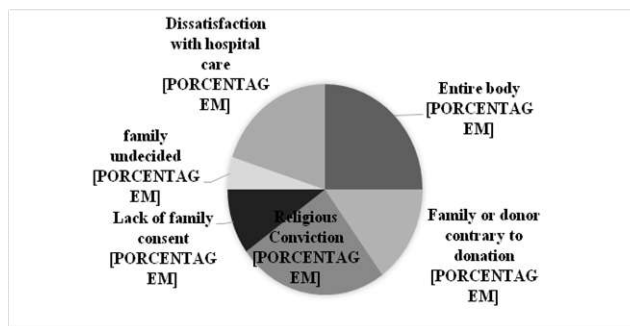 Dissatisfaction
with hospital
care
[PORCENTAG
EM]
Entire body
[PORCENTAG
EM]
family
undecided
[PORCENTAG
EM]
Lack of family
consent
[PORCENTAG
EM]
Religious
Conviction
[PORCENTAG
EM]
Family or donor
contrary to
donation
[PORCENTAG
EM]